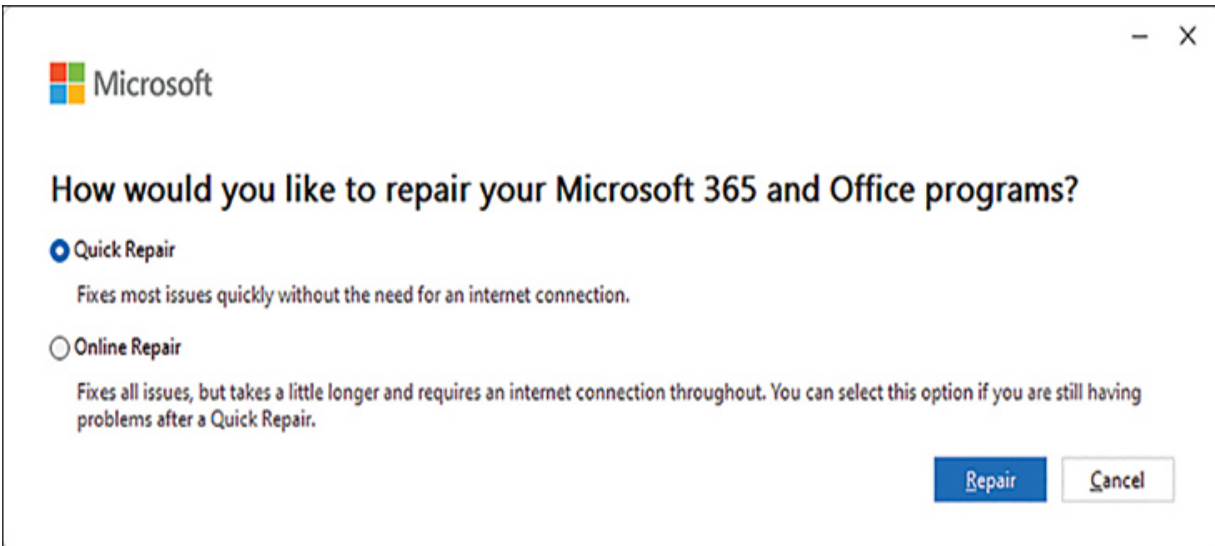 Microsoft
How would you like to repair your Microsoft 365 and Office programs?
Quick Repair
Fixes most issues quickly without the need for an internet connection.
Online Repair
Fixes all issues, but takes a little longer and requires an internet connection throughout. You can select this option if you are still having
problems after a Quick Repair.
Repair
Cancel